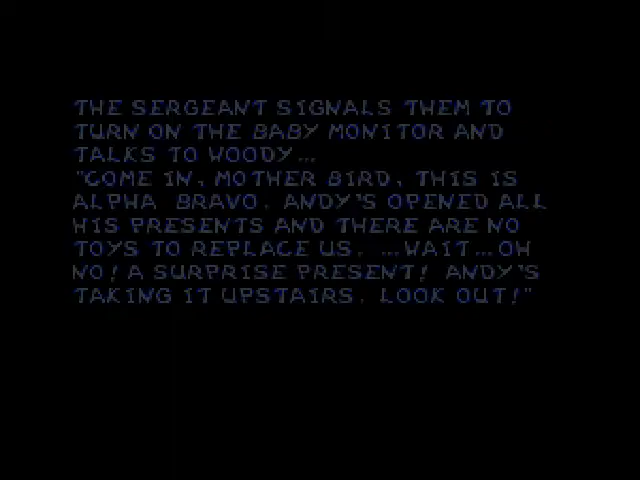 THE SERGEANT SIGNALS THEM TO
TURN ON THE BABY MONITOR AND
TALKS TO WOODY...
"COME IN, MOTHER BIRD, THIS IS
ALPHA BRAVO. ANDY'S OPENED ALL
HIS PRESENTS AND THERE ARE NO
TOYS TO REPLACE US. ...WAIT...OH
NO! A SURPRISE PRESENT! ANDY'S
TAKING IT UPSTAIRS. LOOK OUT!"